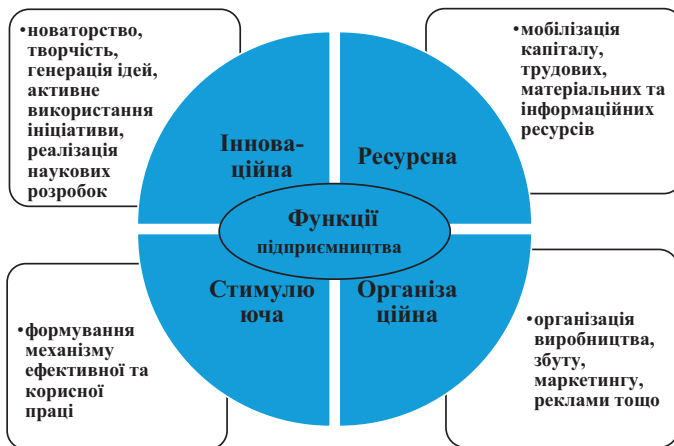 •новаторство,
творчість,
генерація ідей,
активне
використання
ініціативи,
реалізація
наукових
розробок
•мобілізація
капіталу,
трудових,
матеріальних та
інформаційних
ресурсів
Іннова-
ційна
Ресурсна
Функції
підприємництва
Стимулю
юча
Організа
ційна
•формування
механізму
ефективної та
корисної
праці
•організація
виробництва,
збуту,
маркетингу,
реклами тощо